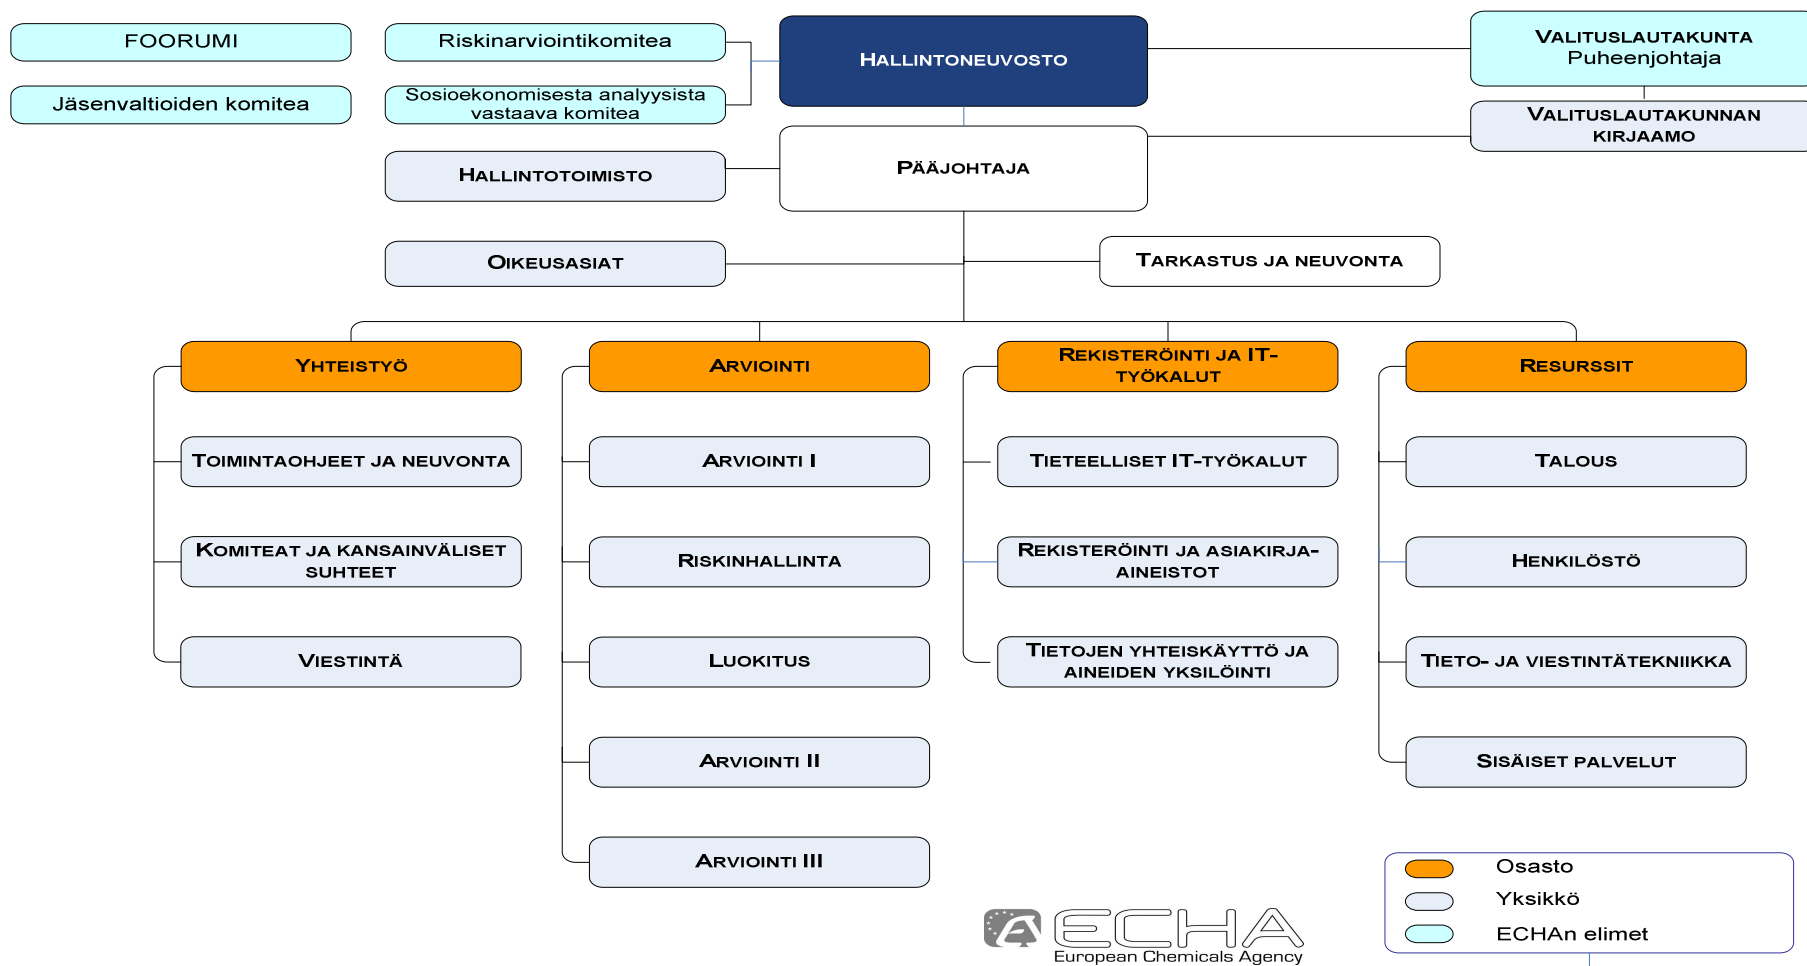 FOORUMI
Riskinarviointikomitea
HALLINTONEUVOSTO
VALITUSLAUTAKUNTA
Puheenjohtaja
Jäsenvaltioiden komitea
Sosioekonomisesta analyysista
vastaava komitea
VALITUSLAUTAKUNNAN
KIRJAAMO
HALLINTOTOIMISTO
PÄÄJOHTAJA
OIKEUSASIAT
TARKASTUS JA NEUVONTA
YHTEISTYÖ
TOIMINTAOHJEET JA NEUVONTA
KOMITEAT JA KANSAINVÄLISET
SUHTEET
VIESTINTÄ
ARVIOINTI
ARVIOINTI I
RISKINHALLINTA
LUOKITUS
ARVIOINTI II
ARVIOINTI III
REKISTERÖINTI JA IT-
TYÖKALUT
TIETEELLISET IT-TYÖKALUT
REKISTERÖINTI JA ASIAKIRJA-
AINEISTOT
TIETOJEN YHTEISKÄYTTÖ JA
AINEIDEN YKSILÖINTI
RESURSSIT
TALOUS
HENKILÖSTÖ
TIETO- JA VIESTINTÄTEKNIIKKA
SISÄISET PALVELUT
Osasto
Yksikkö
ECHAn elimet
ECHA
European Chemicals Agency